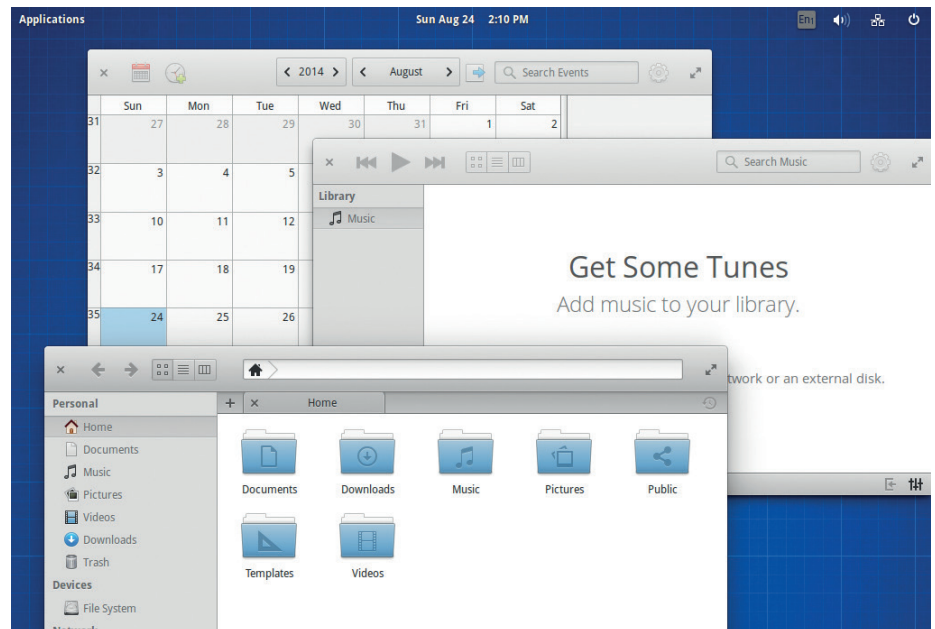 Applications Sun Aug 24 2:10 PM En1
2014 August Search Events
Sun Mon Tue Wed Thu Fri Sat
31 27 28 29 30 31 1 2
32 3 4 5
33 10 11 12
34 17 18 19
35 24 25 26
Search Music
Library
Music
Get Some Tunes
Add music to your library.
twork or an external disk.
Personal
Home
Documents
Music
Pictures
Videos
Downloads
Trash
Devices
File System
Network
Home
Documents Downloads Music Pictures Public
Templates Videos